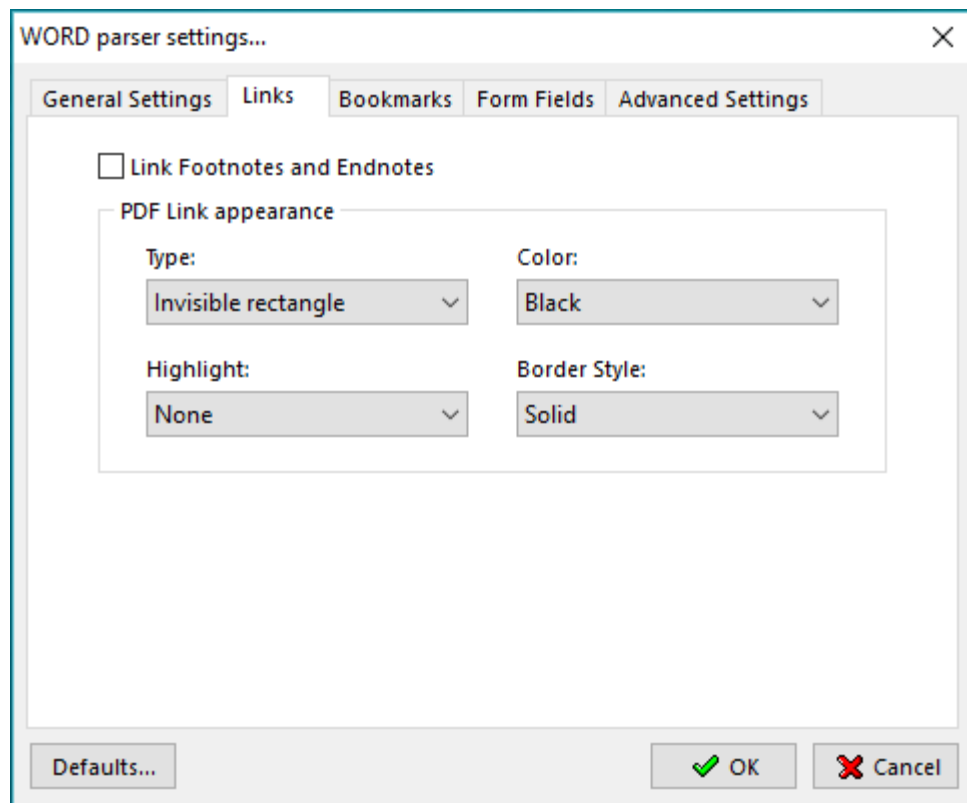 WORD parser settings...
General Settings Links Bookmarks Form Fields Advanced Settings
Link Footnotes and Endnotes
PDF Link appearance
Type: Color:
Invisible rectangle Black
Highlight: Border Style:
None Solid
Defaults... OK Cancel